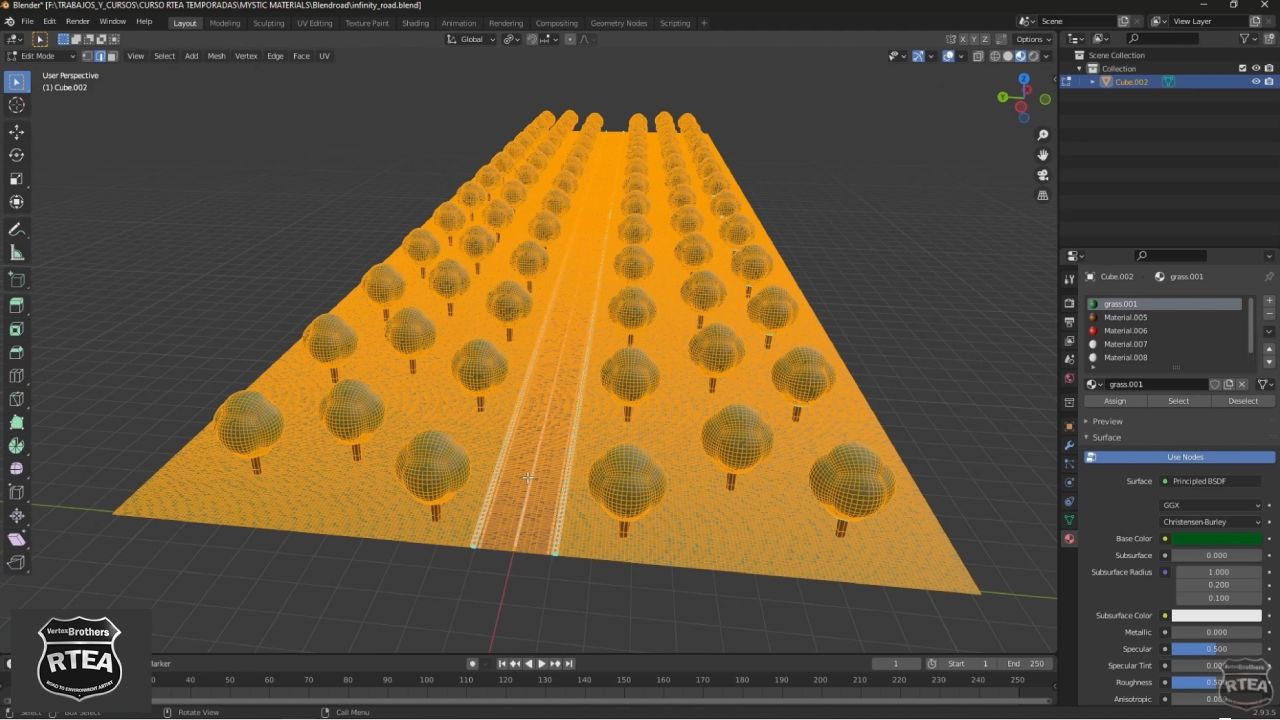 Blender* [F:\TRABAJOS_Y_CURSOS\CURSO RTEA TEMPORADAS\MYSTIC MATERIALS\Blendroad\infinity_road.blend]
File Edit Render Window Help Layout Modeling Sculpting UV Editing Texture Paint Shading Animation Rendering Compositing Geometry Nodes Scripting + Scene View Layer
Global X Y Z Options
Edit Mode View Select Add Mesh Vertex Edge Face UV
User Perspective
(1) Cube.002
Z
Y
Scene Collection
Collection
Cube.002
Cube.002 grass.001
grass.001
Material.005
Material.006
Material.007
Material.008
grass.001
Assign Select Deselect
Preview
Surface
Use Nodes
Surface Principled BSDF
GGX
Christensen-Burley
Base Color
Subsurface 0.000
Subsurface Radius 1.000
0.200
0.100
Subsurface Color
Metallic 0.000
Specular 0.500
Specular Tint
Roughness
Anisotropic
VertexBrothers
RTEA
ROAD TO ENVIRONMENT ARTIST
RTEA
Marker 1 Start 1 End 250
30 40 50 60 70 80 90 100 110 120 130 140 150 160 170 180 190 200 210 220 230 240 250
Select Box Select Rotate View Call Menu 2.93.5